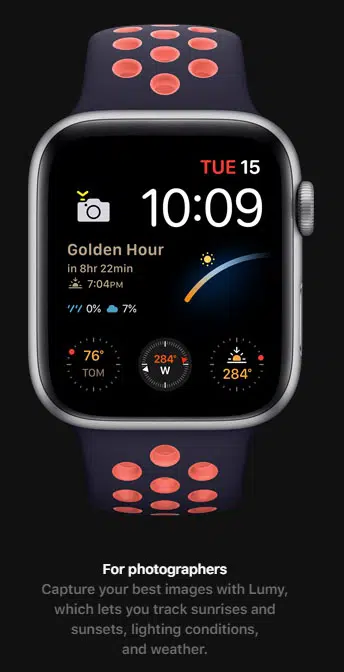 TUE 15
10:09
Golden Hour
in 8hr 22min
7:04PM
0% 7%
76°
TOM
284°
W
284°
For photographers
Capture your best images with Lumy,
which lets you track sunrises and
sunsets, lighting conditions,
and weather.